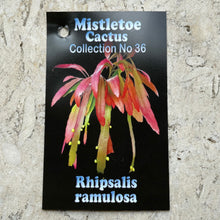 Mistletoe
Cactus
Collection No 36
Rhipsalis
ramulosa